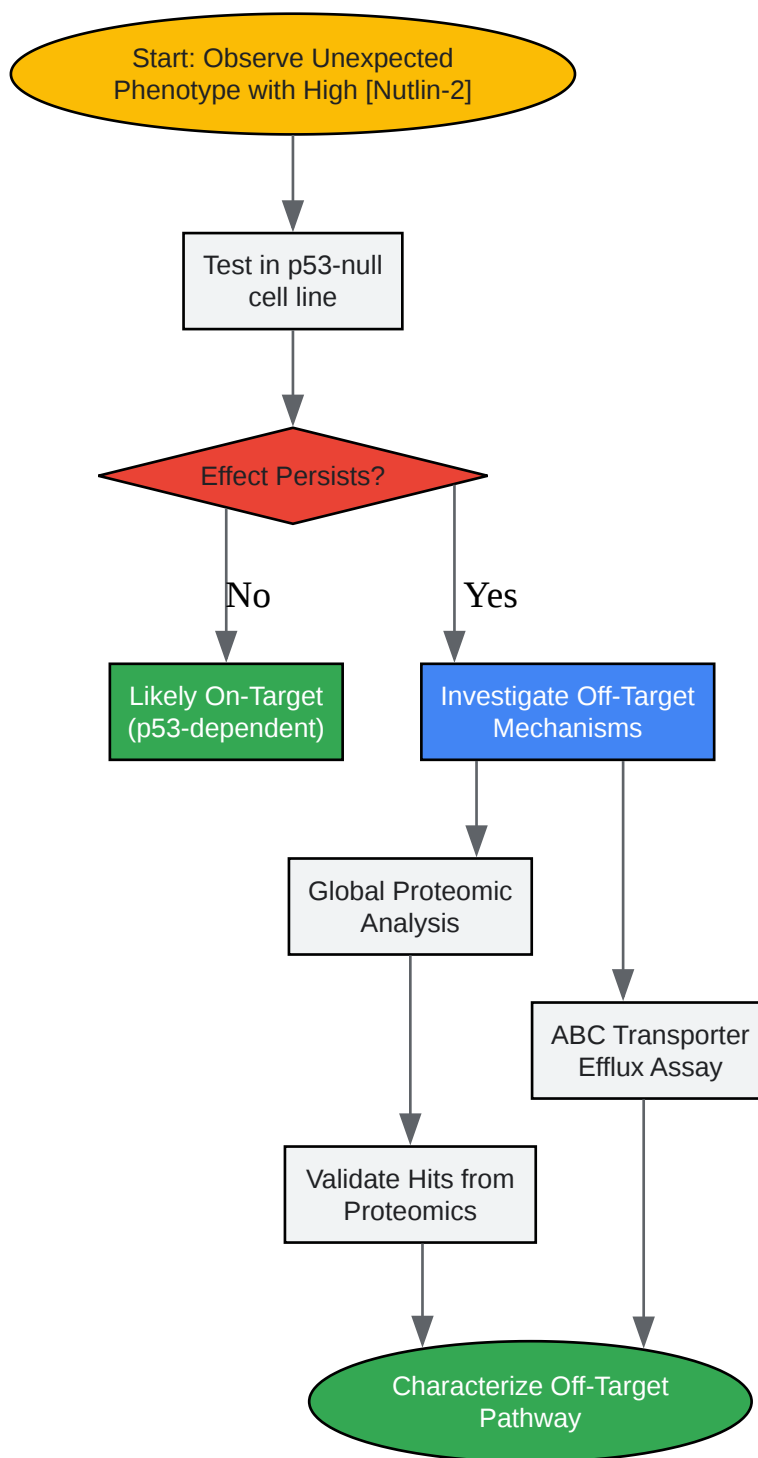 Start: Observe Unexpected
Phenotype with High [Nutlin-2]
Test in p53-null
cell line
Effect Persists?
No
Yes
Likely On-Target
(p53-dependent)
Investigate Off-Target
Mechanisms
Global Proteomic
Analysis
ABC Transporter
Efflux Assay
Validate Hits from
Proteomics
Characterize Off-Target
Pathway